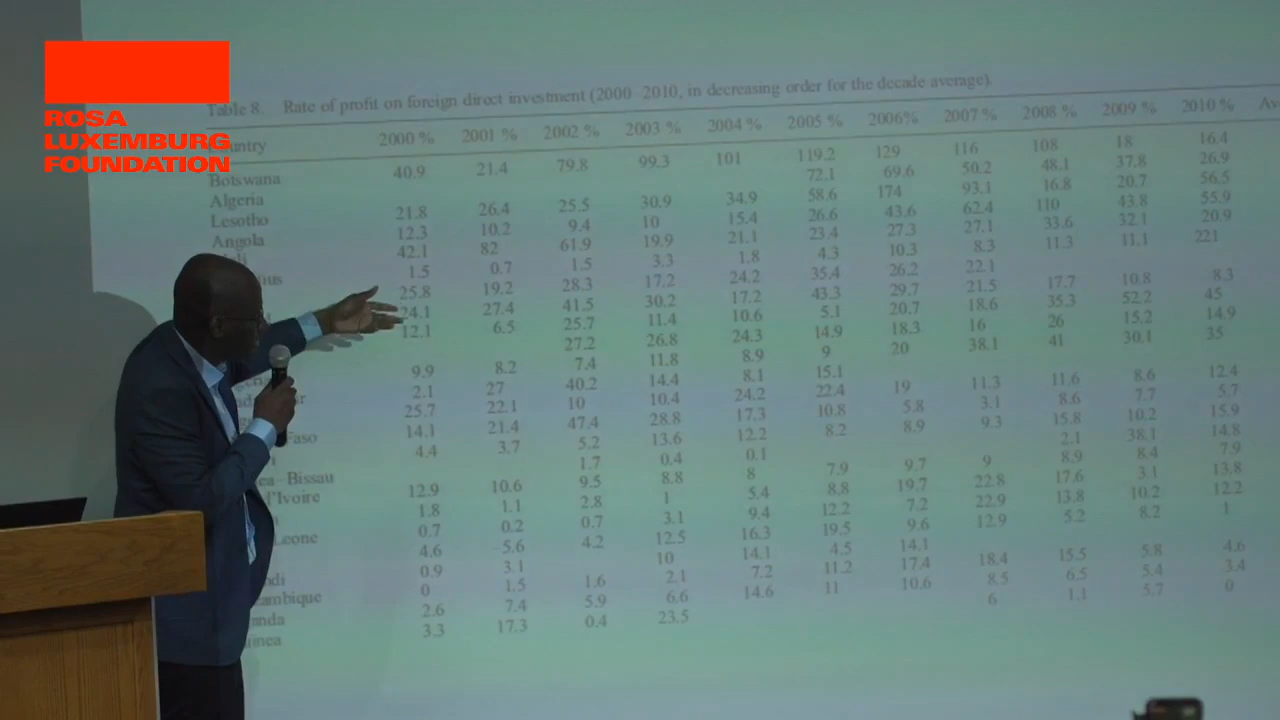 ROSA
LUXEMBURG
FOUNDATION
Table 8. Rate of profit on foreign direct investment (2000–2010, in decreasing order for the decade average).
Country 2000 % 2001 % 2002 % 2003 % 2004 % 2005 % 2006% 2007 % 2008 % 2009 % 2010 % Av
Botswana 40.9 21.4 79.8 99.3 101 119.2 129 116 108 18 16.4
Algeria 72.1 69.6 50.2 48.1 37.8 26.9
Lesotho 21.8 26.4 25.5 30.9 34.9 58.6 174 93.1 16.8 20.7 56.5
Angola 12.3 10.2 9.4 10 15.4 26.6 43.6 62.4 110 43.8 55.9
42.1 82 61.9 19.9 21.1 23.4 27.3 27.1 33.6 32.1 20.9
ius 1.5 0.7 1.5 3.3 1.8 4.3 10.3 8.3 11.3 11.1 221
25.8 19.2 28.3 17.2 24.2 35.4 26.2 22.1
24.1 27.4 41.5 30.2 17.2 43.3 29.7 21.5 17.7 10.8 8.3
12.1 6.5 25.7 11.4 10.6 5.1 20.7 18.6 35.3 52.2 45
27.2 26.8 24.3 14.9 18.3 16 26 15.2 14.9
9.9 8.2 7.4 11.8 8.9 9 20 38.1 41 30.1 35
2.1 27 40.2 14.4 8.1 15.1
25.7 22.1 10 10.4 24.2 22.4 19 11.3 11.6 8.6 12.4
Faso 14.1 21.4 47.4 28.8 17.3 10.8 5.8 3.1 8.6 7.7 5.7
4.4 3.7 5.2 13.6 12.2 8.2 8.9 9.3 15.8 10.2 15.9
ea–Bissau 1.7 0.4 0.1 2.1 38.1 14.8
l'Ivoire 12.9 10.6 9.5 8.8 8 7.9 9.7 9 8.9 8.4 7.9
1.8 1.1 2.8 1 5.4 8.8 19.7 22.8 17.6 3.1 13.8
Leone 0.7 0.2 0.7 3.1 9.4 12.2 7.2 22.9 13.8 10.2 12.2
4.6 5.6 4.2 12.5 16.3 19.5 9.6 12.9 5.2 8.2 1
ndi 0.9 3.1 10 14.1 4.5 14.1
ambique 0 1.5 1.6 2.1 7.2 11.2 17.4 18.4 15.5 5.8 4.6
nda 2.6 7.4 5.9 6.6 14.6 11 10.6 8.5 6.5 5.4 3.4
inea 3.3 17.3 0.4 23.5 6 1.1 5.7 0